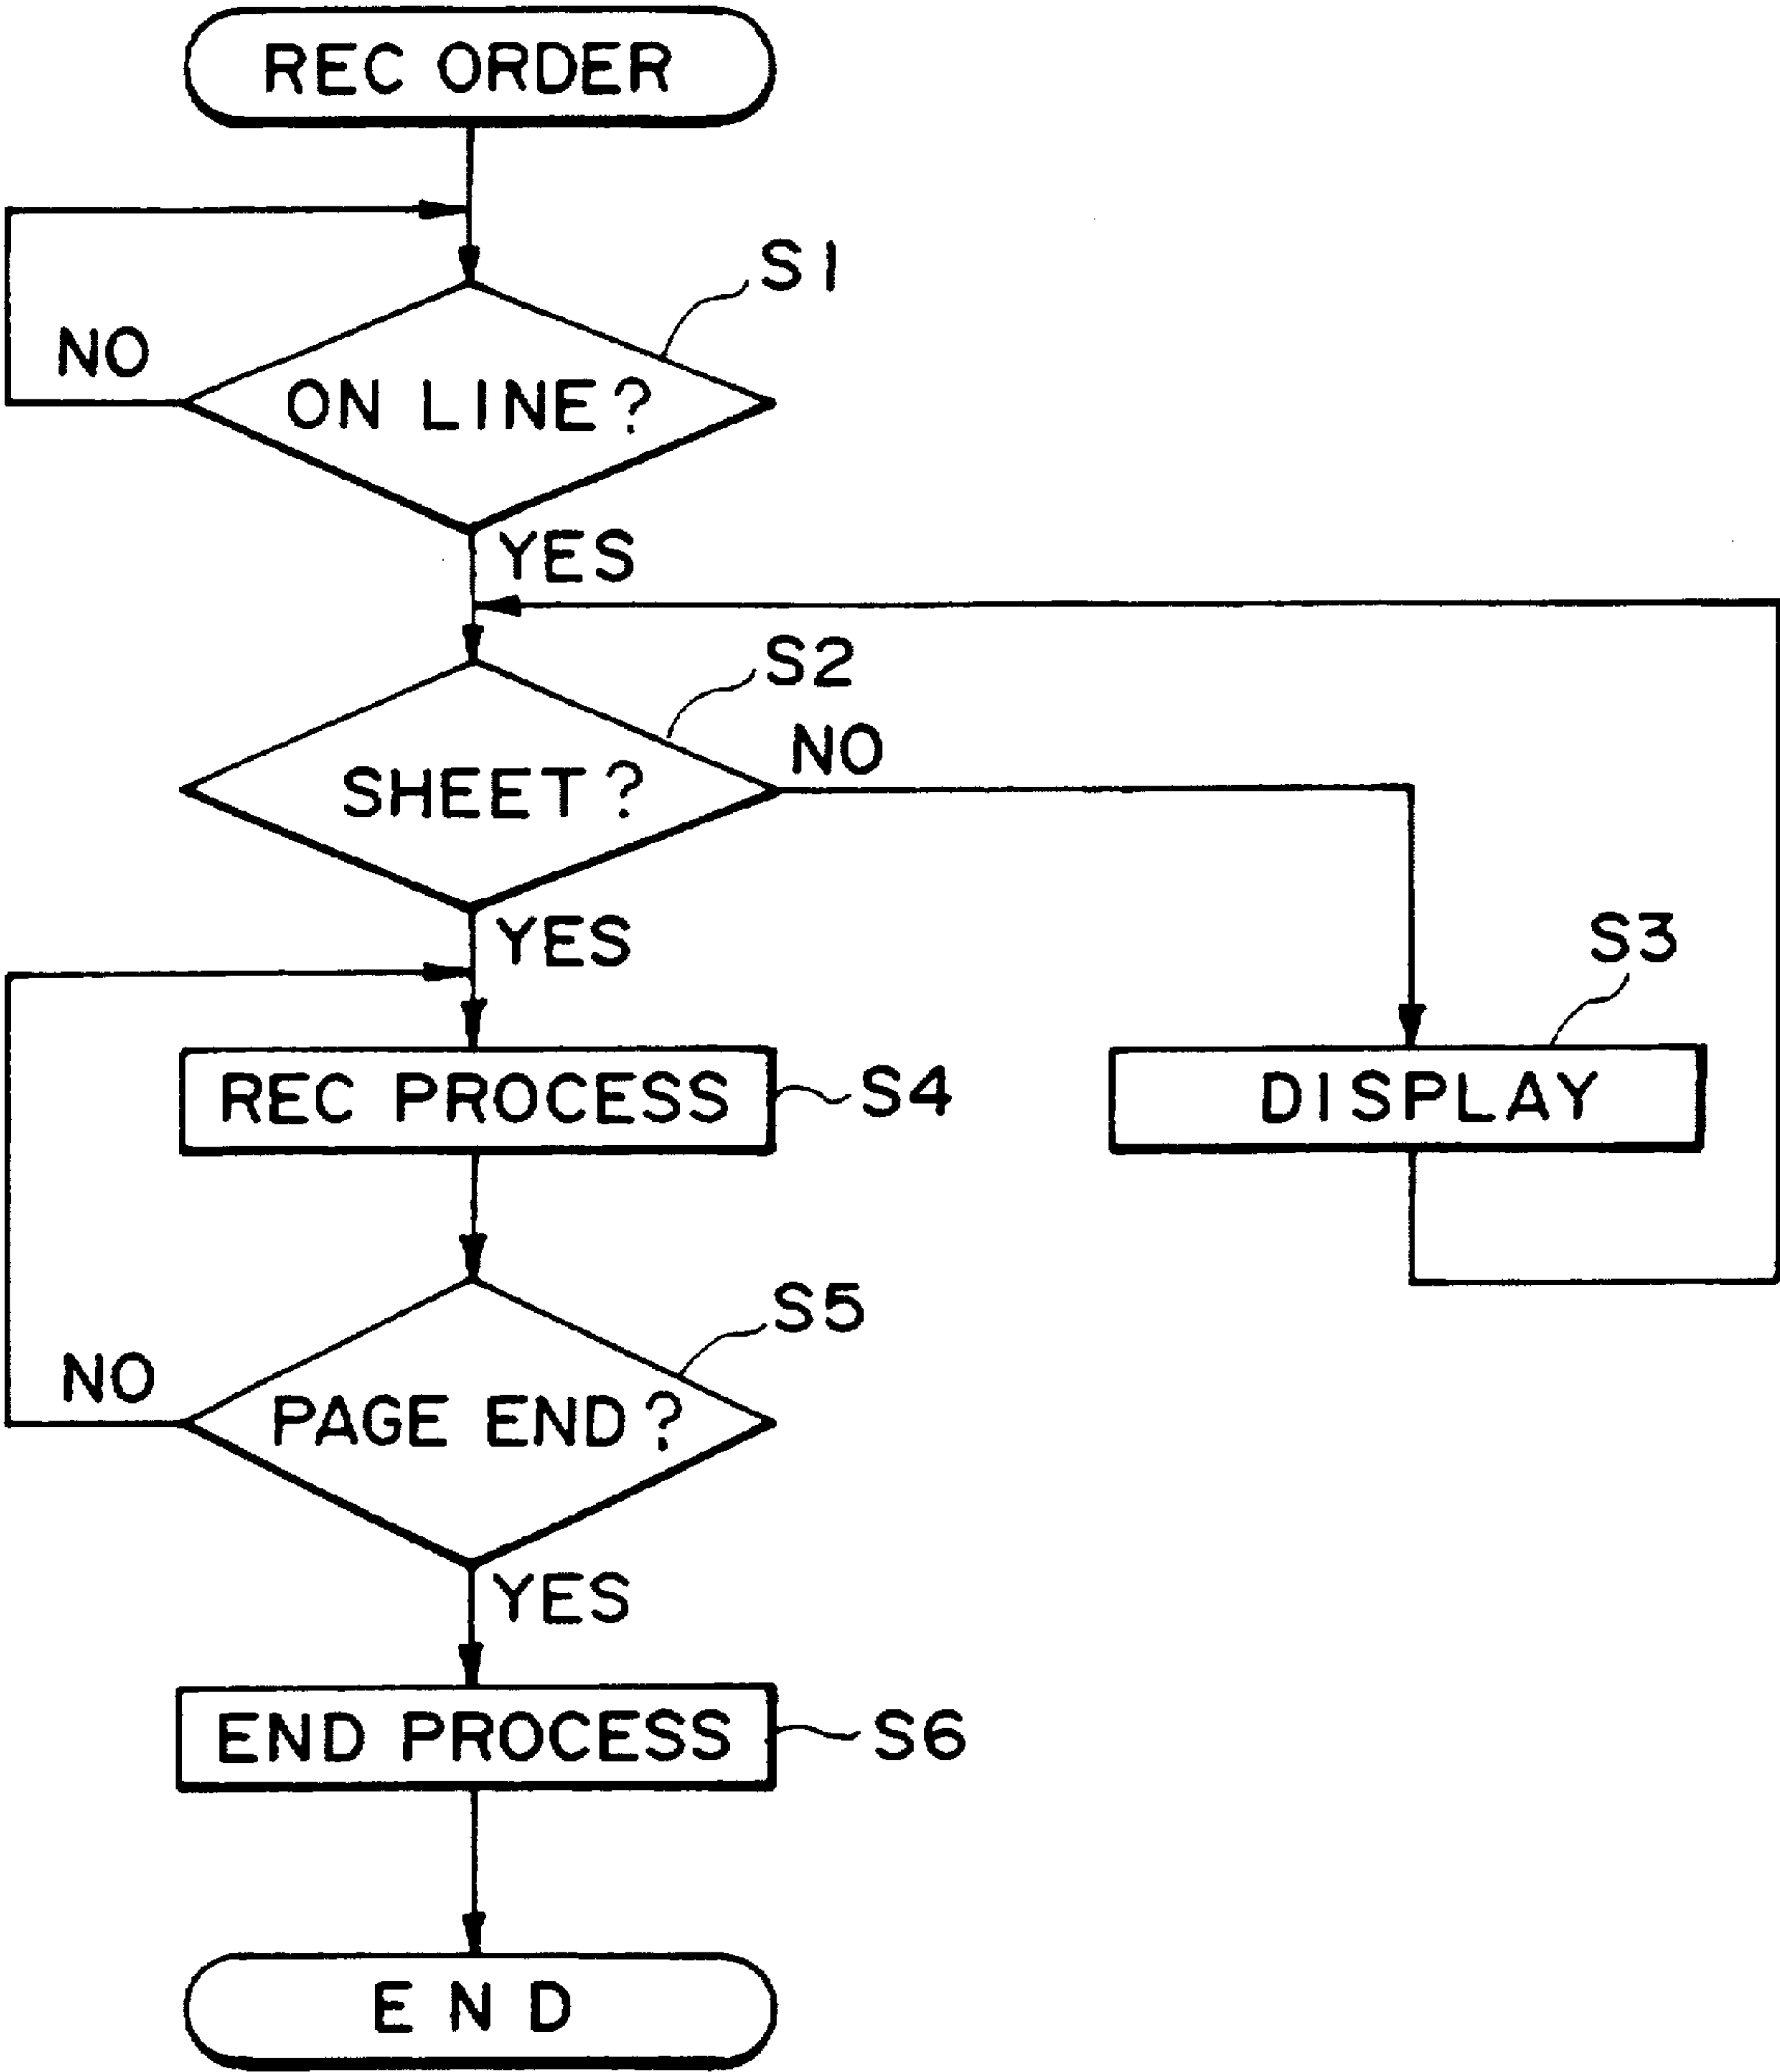 REC ORDER
S1
NO
ON LINE?
YES
S2
NO
SHEET?
YES
S3
REC PROCESS
S4
DISPLAY
S5
NO
PAGE END?
YES
END PROCESS
S6
END